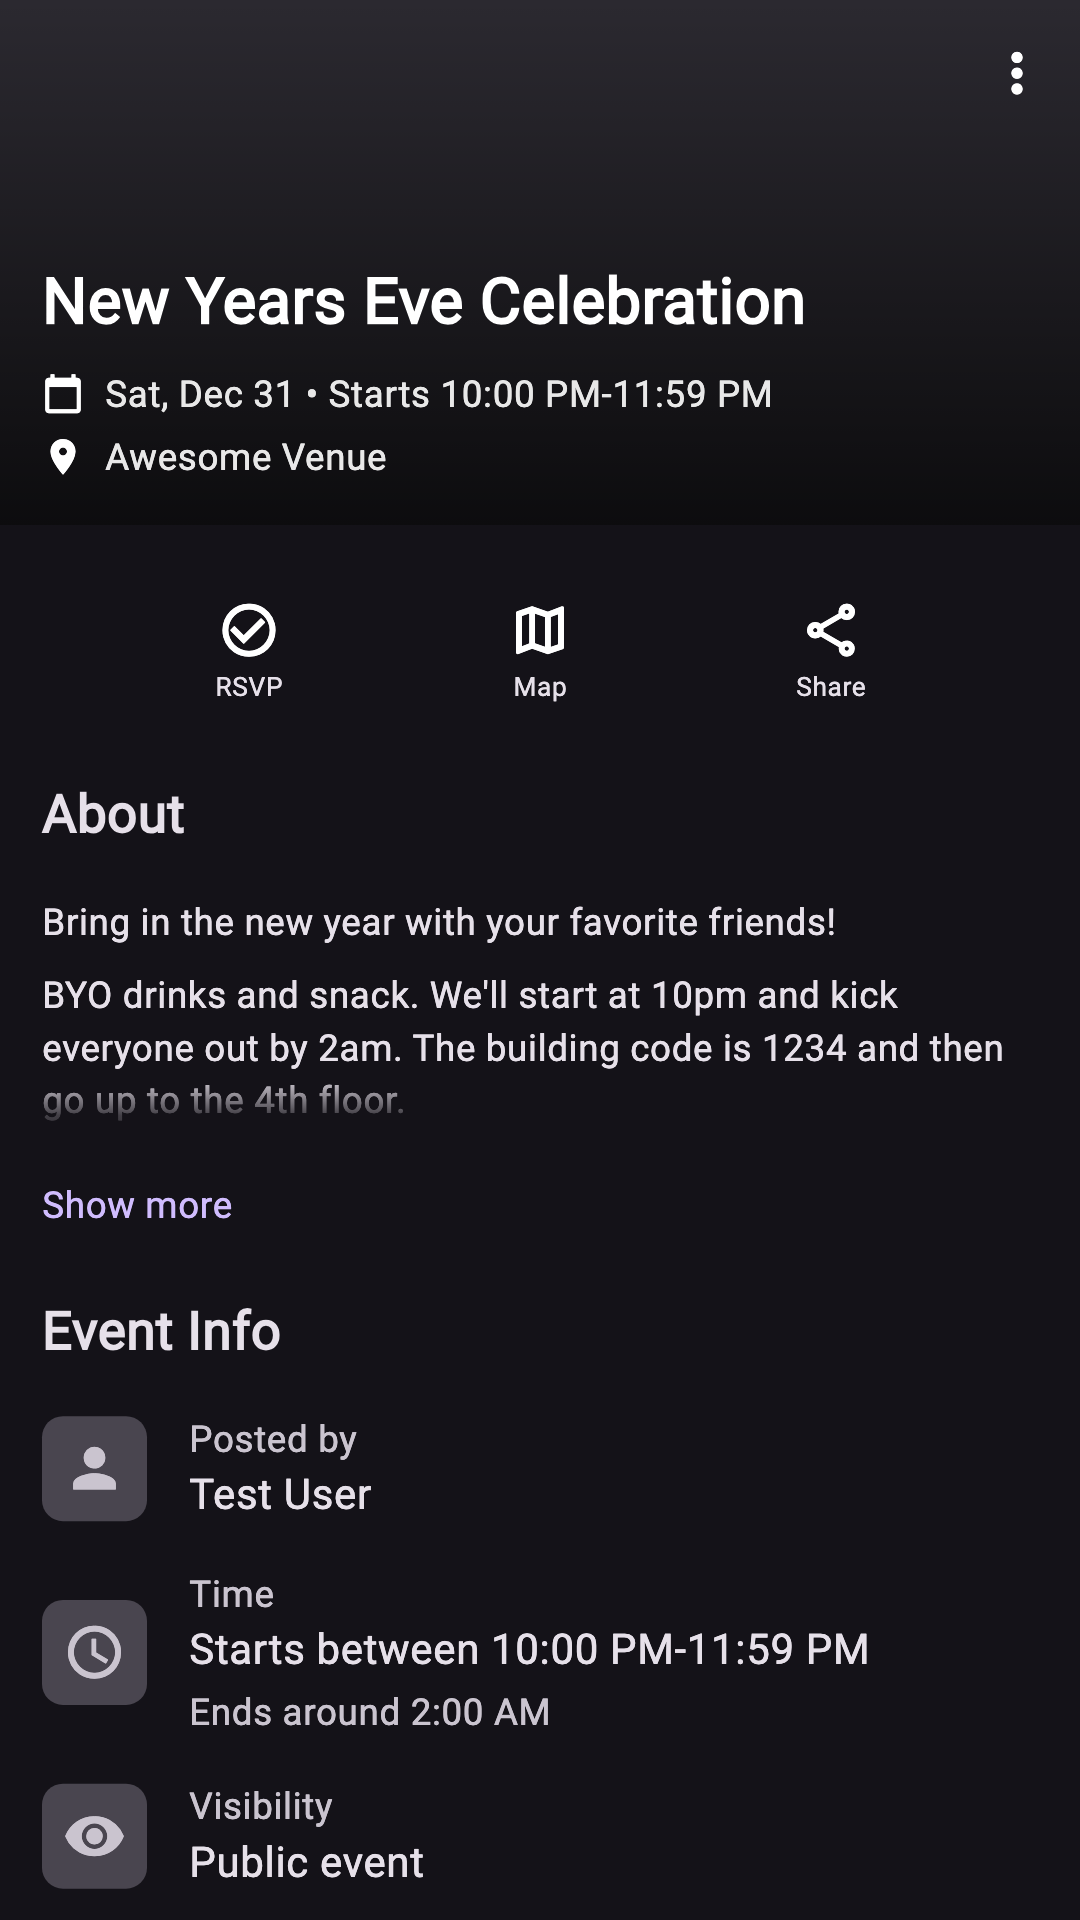 New Years Eve Celebration
Sat, Dec 31 • Starts 10:00 PM-11:59 PM
Awesome Venue
RSVP
Map
Share
About
Bring in the new year with your favorite friends!
BYO drinks and snack. We'll start at 10pm and kick
everyone out by 2am. The building code is 1234 and then
go up to the 4th floor.
Show more
Event Info
Posted by
Test User
Time
Starts between 10:00 PM-11:59 PM
Ends around 2:00 AM
Visibility
Public event